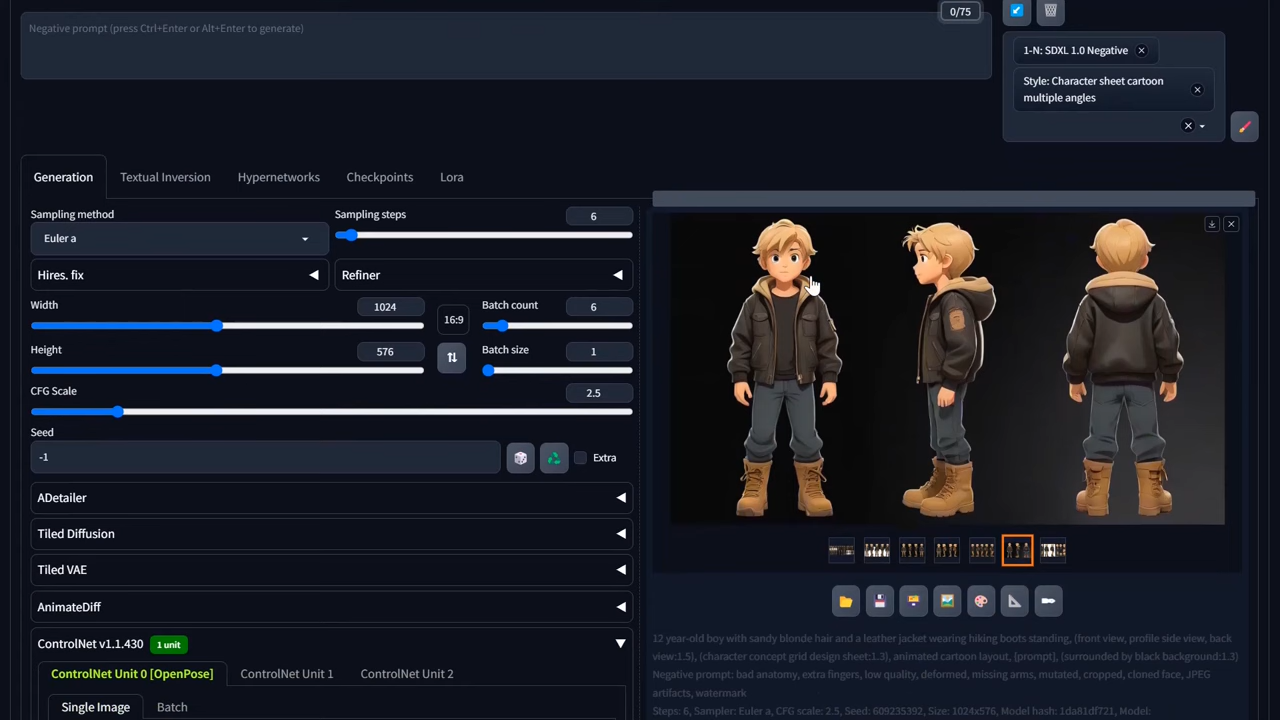 0/75
Negative prompt (press Ctrl+Enter or Alt+Enter to generate)
1-N: SDXL 1.0 Negative
Style: Character sheet cartoon
multiple angles
Generation
Textual Inversion
Hypernetworks
Checkpoints
Lora
Sampling method
Euler a
Sampling steps
6
Hires. fix
Refiner
Width
1024
16:9
Batch count
6
Height
576
Batch size
1
CFG Scale
2.5
Seed
-1
Extra
ADetailer
Tiled Diffusion
Tiled VAE
AnimateDiff
ControlNet v1.1.430
1 unit
ControlNet Unit 0 [OpenPose]
ControlNet Unit 1
ControlNet Unit 2
Single Image
Batch
12 year-old boy with sandy blonde hair and a leather jacket wearing hiking boots standing, (front view, profile side view, back
view:1.5), (character concept grid design sheet:1.3), animated cartoon layout, {prompt}, (surrounded by black background:1.3)
Negative prompt: bad anatomy, extra fingers, low quality, deformed, missing arms, mutated, cropped, cloned face, JPEG
artifacts, watermark
Steps: 6, Sampler: Euler a, CFG scale: 2.5, Seed: 609235392, Size: 1024x576, Model hash: 1da81df721, Model: